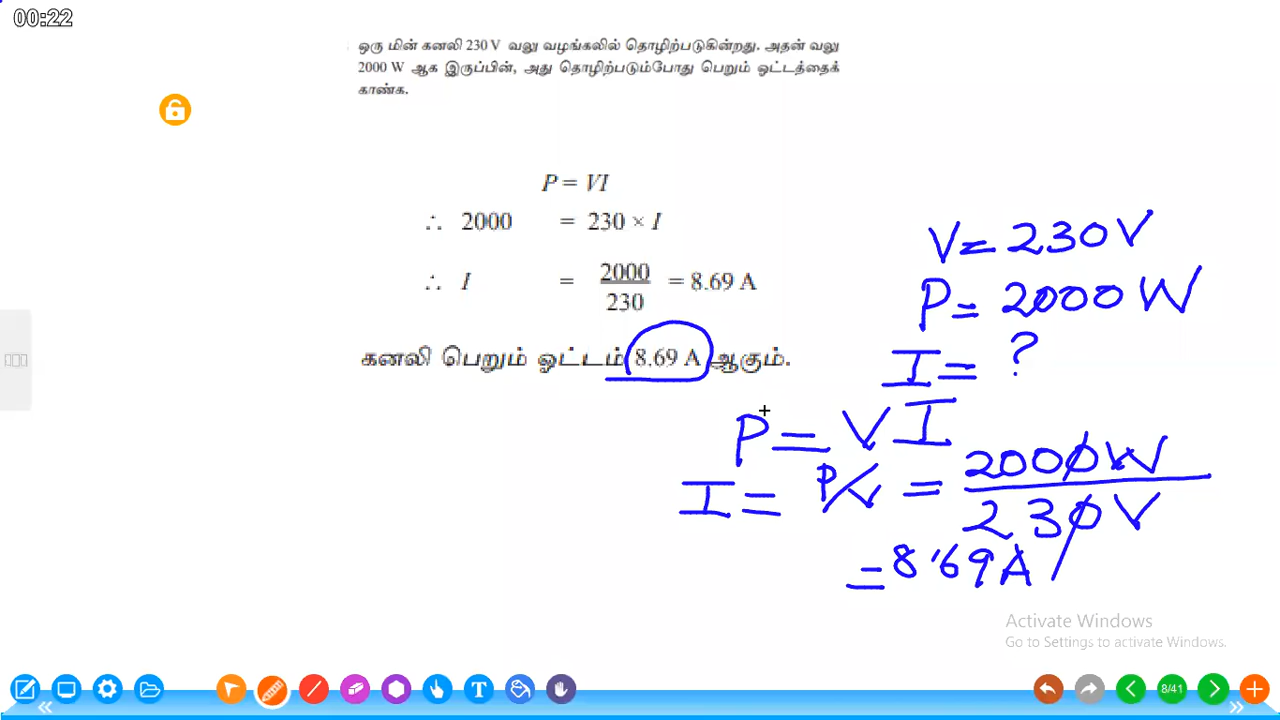 00:22
ஒரு மின் கனலி 230 V வலு வழங்கலில் தொழிற்படுகின்றது. அதன் வலு
2000 W ஆக இருப்பின், அது தொழிற்படும்போது பெறும் ஓட்டத்தைக்
காண்க.
P = VI
∴ 2000 = 230 × I
∴ I = 2000/230 = 8.69 A
கனலி பெறும் ஓட்டம் 8.69 A ஆகும்.
V = 230 V
P = 2000 W
I = ?
P = V I
I = P/V = 2000 W / 230 V
= 8.69 A
Activate Windows
Go to Settings to activate Windows.
T
8/41